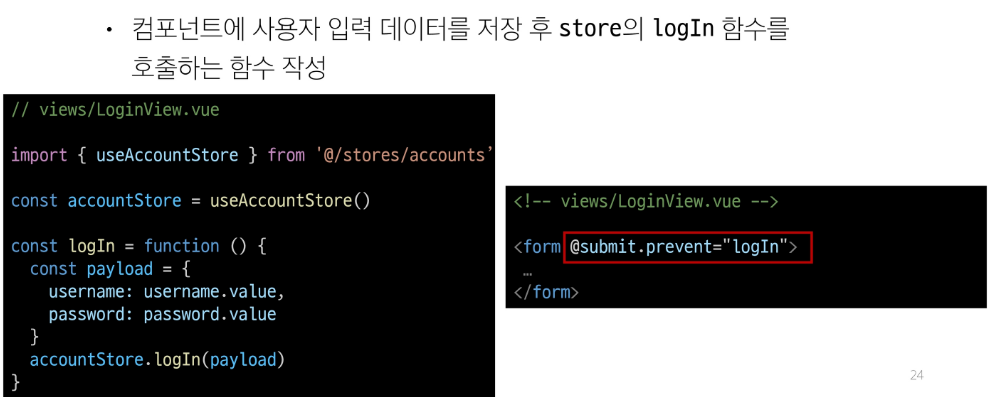 • 컴포넌트에 사용자 입력 데이터를 저장 후 store의 logIn 함수를
호출하는 함수 작성
// views/LoginView.vue
import { useAccountStore } from '@/stores/accounts'
const accountStore = useAccountStore()
const logIn = function () {
  const payload = {
    username: username.value,
    password: password.value
  }
  accountStore.logIn(payload)
}
<!-- views/LoginView.vue -->
<form @submit.prevent="logIn">
…
</form>
24